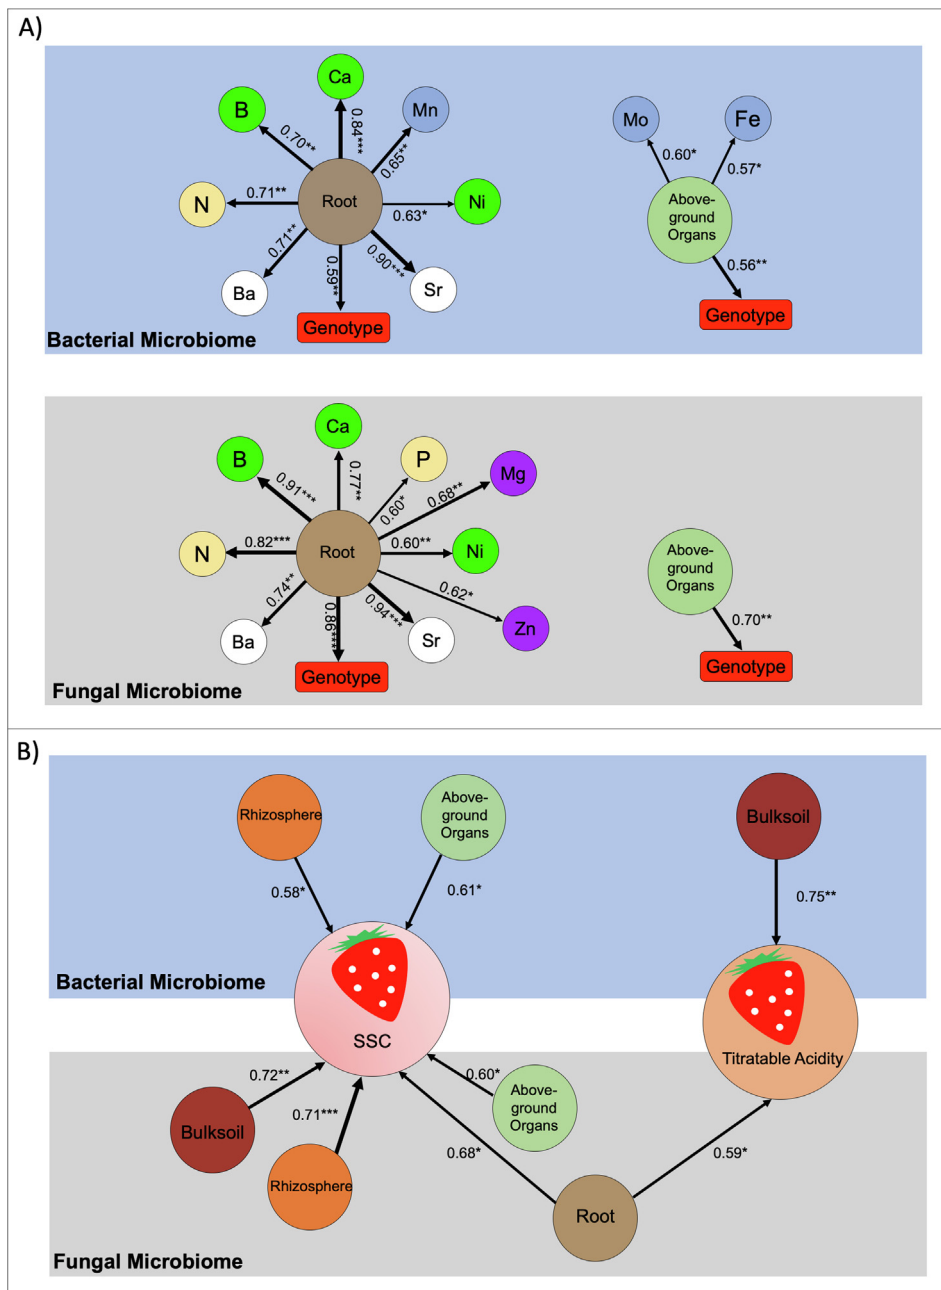 A)
Ca
B
Mn
0.84***
0.70**
0.65**
Mo
Fe
0.60*
0.57*
N
0.71**
Root
0.63*
Ni
Above-
ground
Organs
0.71**
0.59**
0.90***
0.56**
Ba
Sr
Genotype
Genotype
Bacterial Microbiome
Ca
B
P
Mg
0.91***
0.77**
0.60*
0.68**
N
0.82***
Root
0.60**
Ni
Above-
ground
Organs
0.74**
0.86***
0.94***
0.62*
0.70**
Ba
Sr
Zn
Genotype
Genotype
Fungal Microbiome
B)
Rhizosphere
Above-
ground
Organs
Bulksoil
0.58*
0.61*
0.75**
Bacterial Microbiome
SSC
Titratable Acidity
0.72**
0.60*
Above-
ground
Organs
Bulksoil
0.71***
0.68*
0.59*
Rhizosphere
Root
Fungal Microbiome